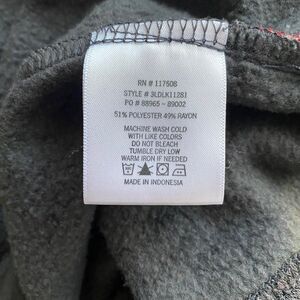 RN # 117508
STYLE # 3LDLK11281
PO # 88965 - 89002
51% POLYESTER 49% RAYON
MACHINE WASH COLD
WITH LIKE COLORS
DO NOT BLEACH
TUMBLE DRY LOW
WARM IRON IF NEEDED
MADE IN INDONESIA